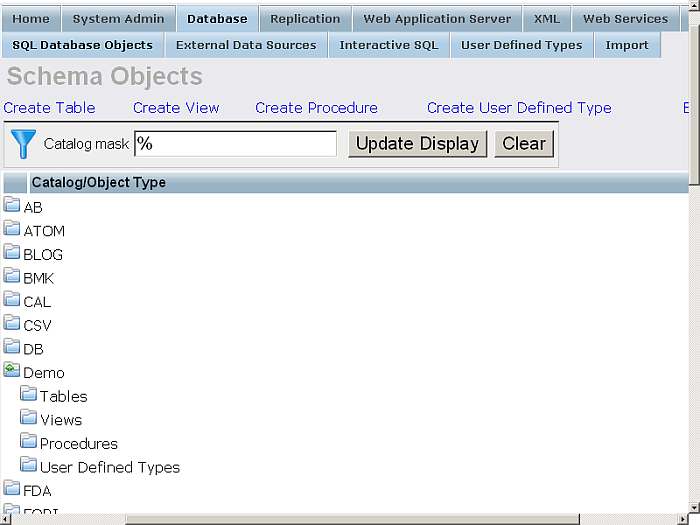 Home System Admin Database Replication Web Application Server XML Web Services
SQL Database Objects External Data Sources Interactive SQL User Defined Types Import
Schema Objects
Create Table Create View Create Procedure Create User Defined Type
Catalog mask % Update Display Clear
Catalog/Object Type
AB
ATOM
BLOG
BMK
CAL
CSV
DB
Demo
Tables
Views
Procedures
User Defined Types
FDA